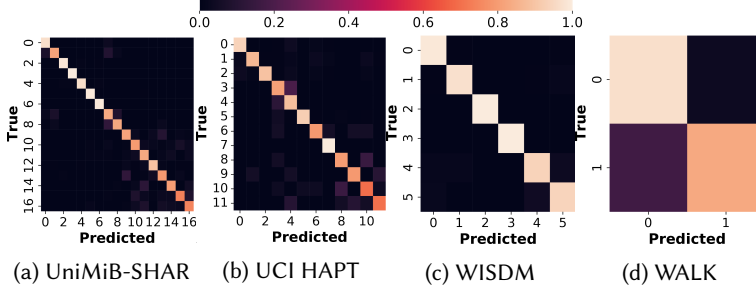 0.0 0.2 0.4 0.6 0.8 1.0
True
0 2 4 6 8 10 12 14 16
0 2 4 6 8 10 12 14 16
Predicted
(a) UniMiB-SHAR
True
0 1 2 3 4 5 6 7 8 9 10 11
0 2 4 6 8 10
Predicted
(b) UCI HAPT
True
0 1 2 3 4 5
0 1 2 3 4 5
Predicted
(c) WISDM
True
0 1
0 1
Predicted
(d) WALK